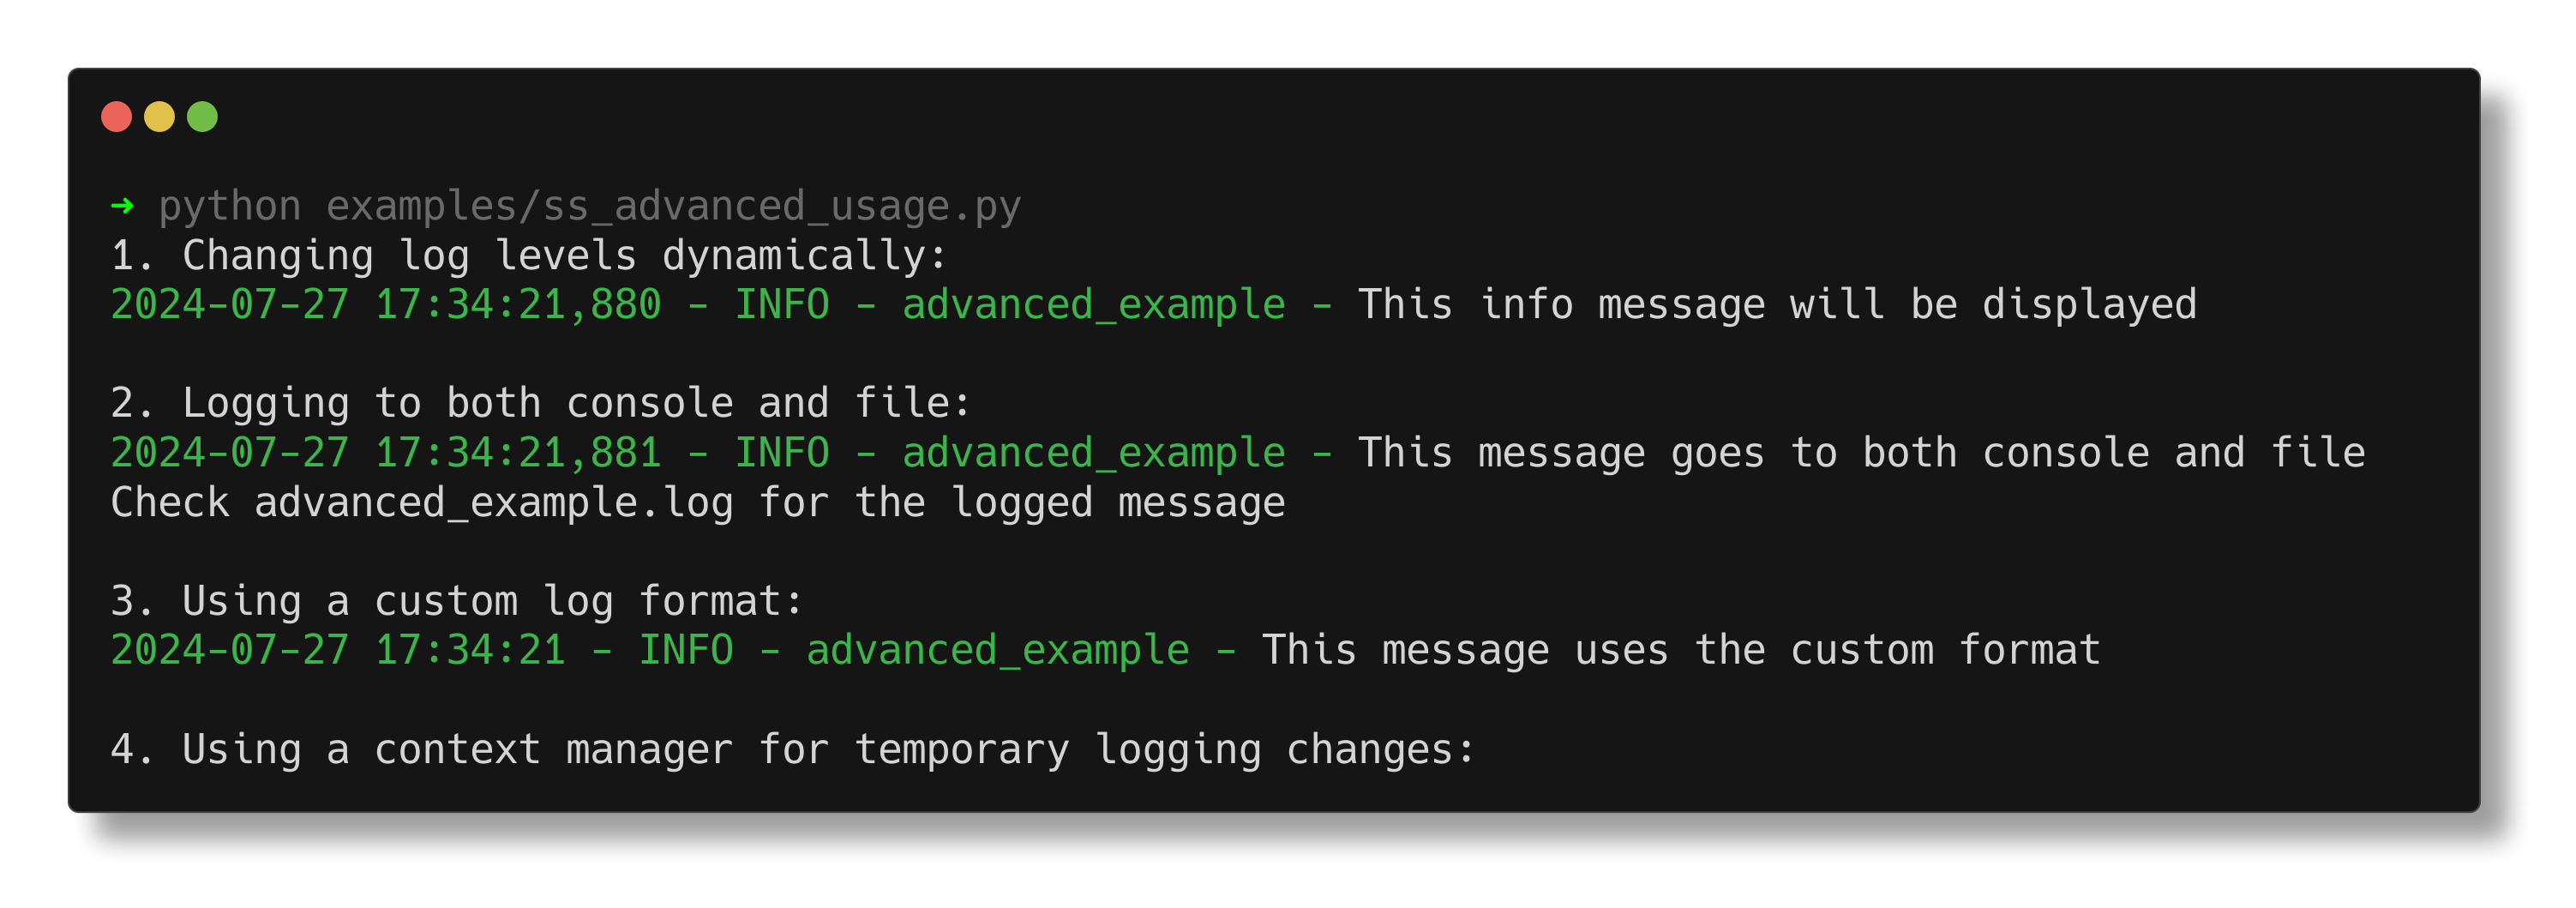 ➜ python examples/ss_advanced_usage.py
1. Changing log levels dynamically:
2024-07-27 17:34:21,880 - INFO - advanced_example - This info message will be displayed
2. Logging to both console and file:
2024-07-27 17:34:21,881 - INFO - advanced_example - This message goes to both console and file
Check advanced_example.log for the logged message
3. Using a custom log format:
2024-07-27 17:34:21 - INFO - advanced_example - This message uses the custom format
4. Using a context manager for temporary logging changes: